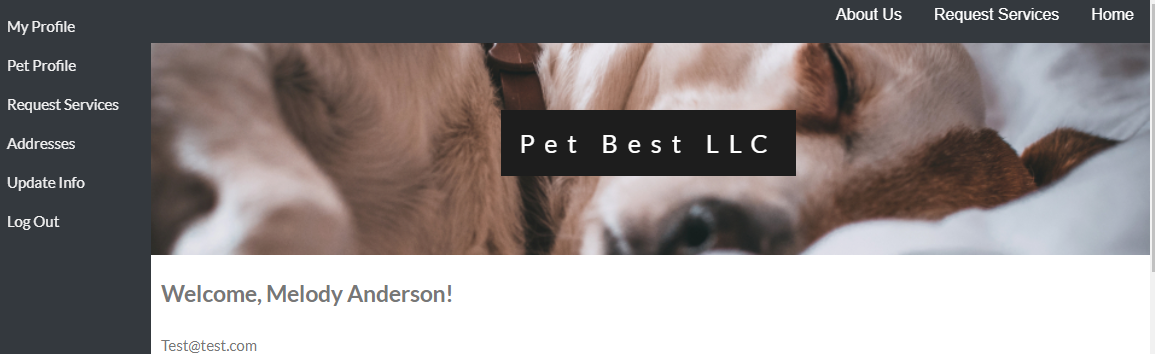 About Us Request Services Home
My Profile
Pet Profile
Request Services
Addresses
Update Info
Log Out
Pet Best LLC
Welcome, Melody Anderson!
Test@test.com